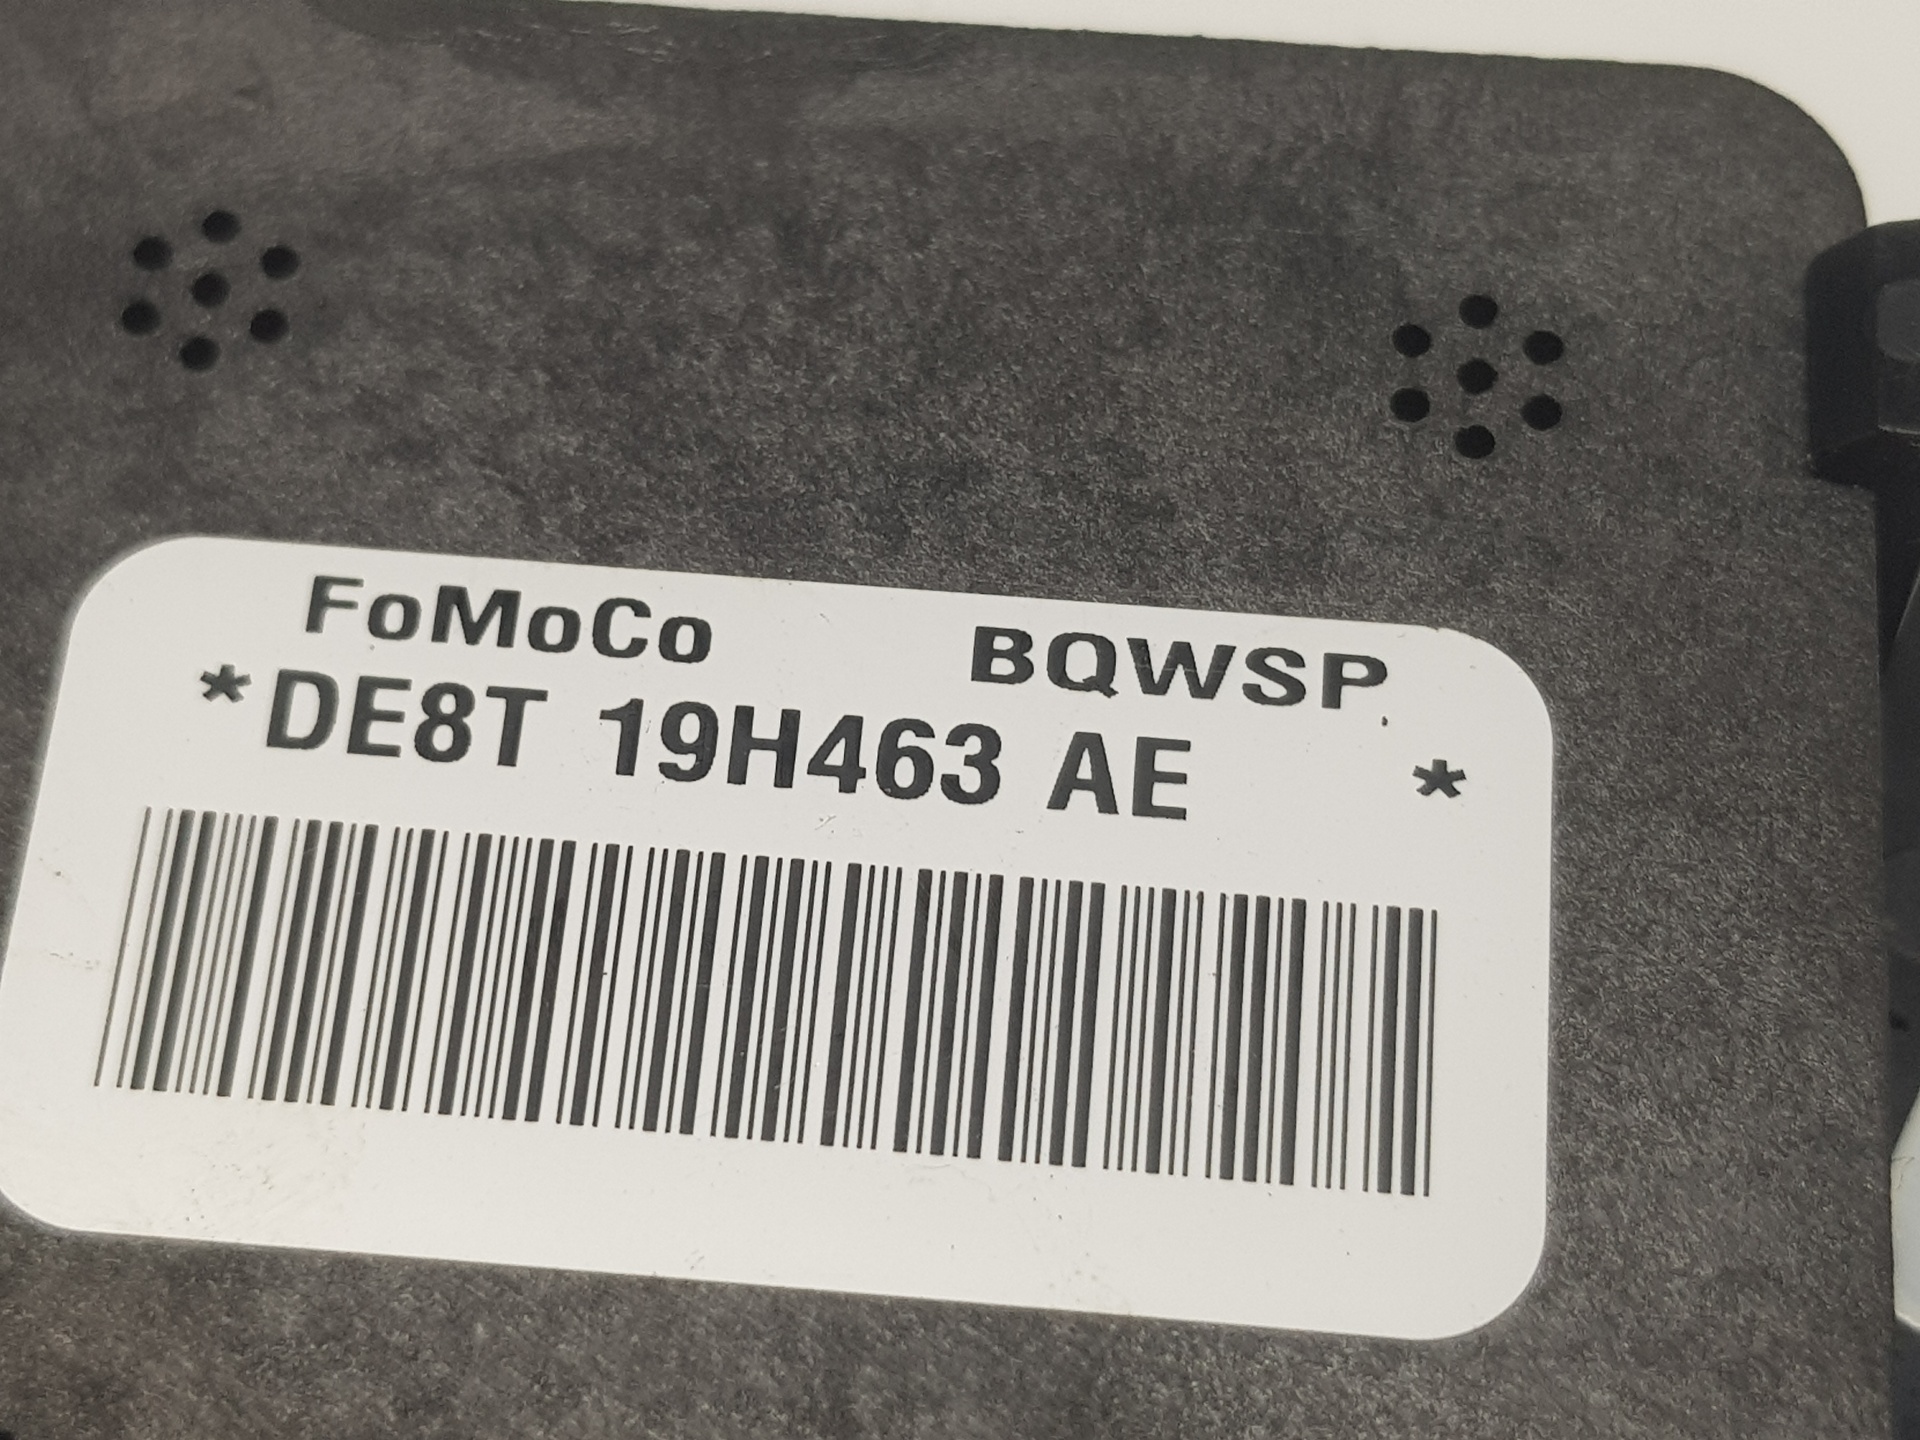 FoMoCo BQWSP
*DE8T 19H463 AE *